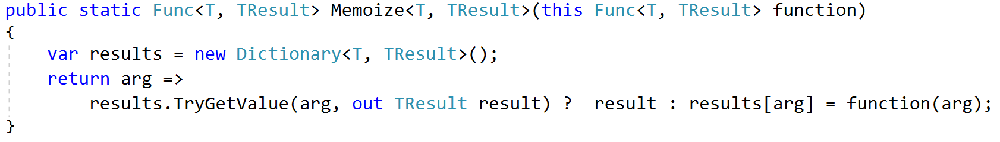 public static Func<T, TResult> Memoize<T, TResult>(this Func<T, TResult> function)
{
    var results = new Dictionary<T, TResult>();
    return arg =>
        results.TryGetValue(arg, out TResult result) ?  result : results[arg] = function(arg);
}